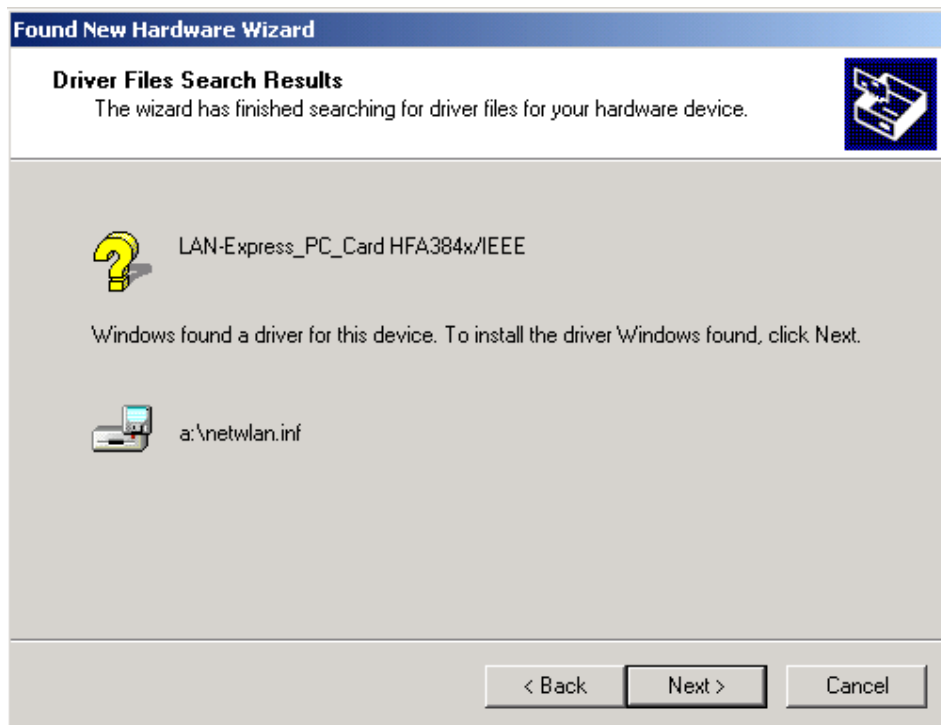 Found New Hardware Wizard
Driver Files Search Results
The wizard has finished searching for driver files for your hardware device.
LAN-Express_PC_Card HFA384x/IEEE
Windows found a driver for this device. To install the driver Windows found, click Next.
a:\netwlan.inf
< Back Next > Cancel